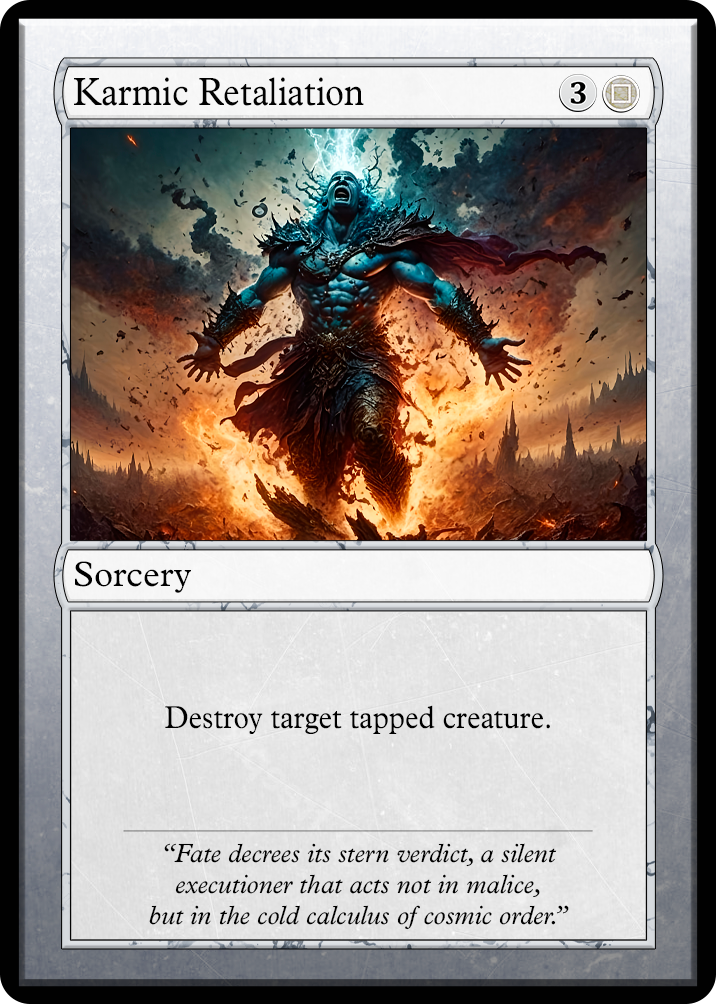 Karmic Retaliation 3
Sorcery
Destroy target tapped creature.
“Fate decrees its stern verdict, a silent
executioner that acts not in malice,
but in the cold calculus of cosmic order.”